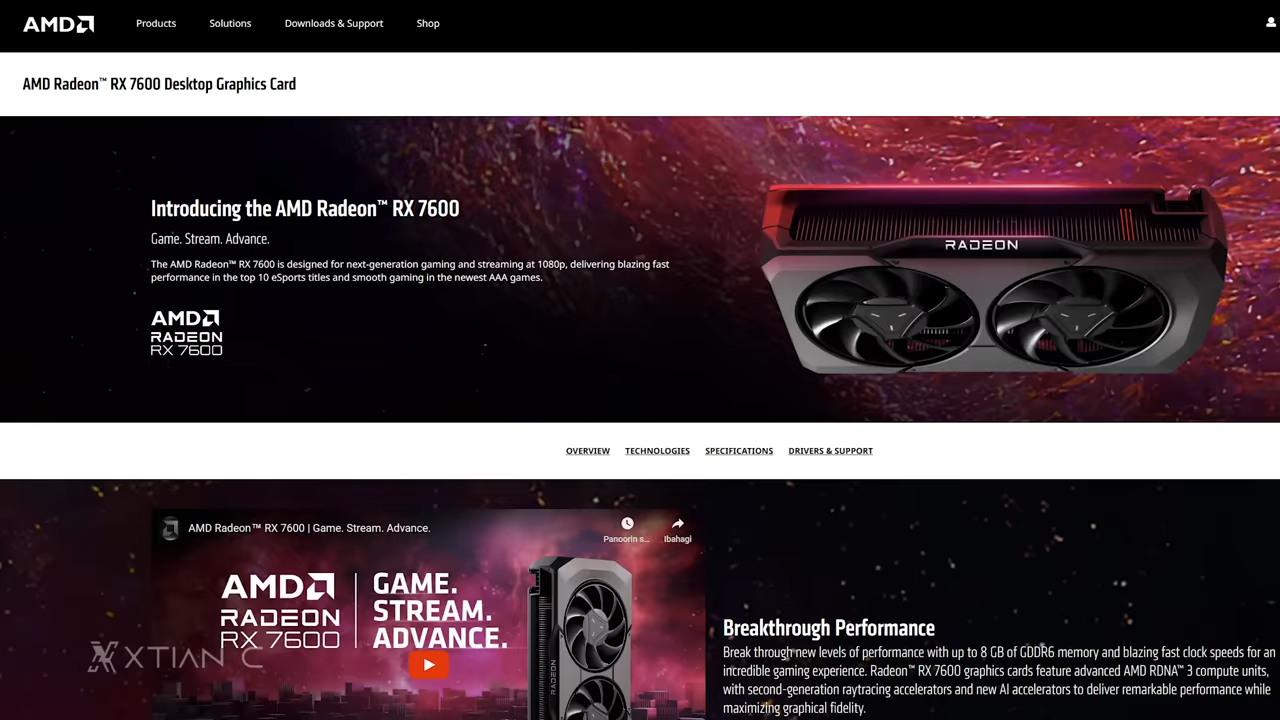 AMD
Products
Solutions
Downloads & Support
Shop
AMD Radeon™ RX 7600 Desktop Graphics Card
Introducing the AMD Radeon™ RX 7600
Game. Stream. Advance.
The AMD Radeon™ RX 7600 is designed for next-generation gaming and streaming at 1080p, delivering blazing fast
performance in the top 10 eSports titles and smooth gaming in the newest AAA games.
AMD
RADEON
RX 7600
RADEON
OVERVIEW
TECHNOLOGIES
SPECIFICATIONS
DRIVERS & SUPPORT
AMD Radeon™ RX 7600 | Game. Stream. Advance.
Panoorin s...
Ibahagi
AMD
RADEON
RX 7600
GAME.
STREAM.
ADVANCE.
RADEON
XTIAN C
Breakthrough Performance
Break through new levels of performance with up to 8 GB of GDDR6 memory and blazing fast clock speeds for an
incredible gaming experience. Radeon™ RX 7600 graphics cards feature advanced AMD RDNA™ 3 compute units,
with second-generation raytracing accelerators and new AI accelerators to deliver remarkable performance while
maximizing graphical fidelity.